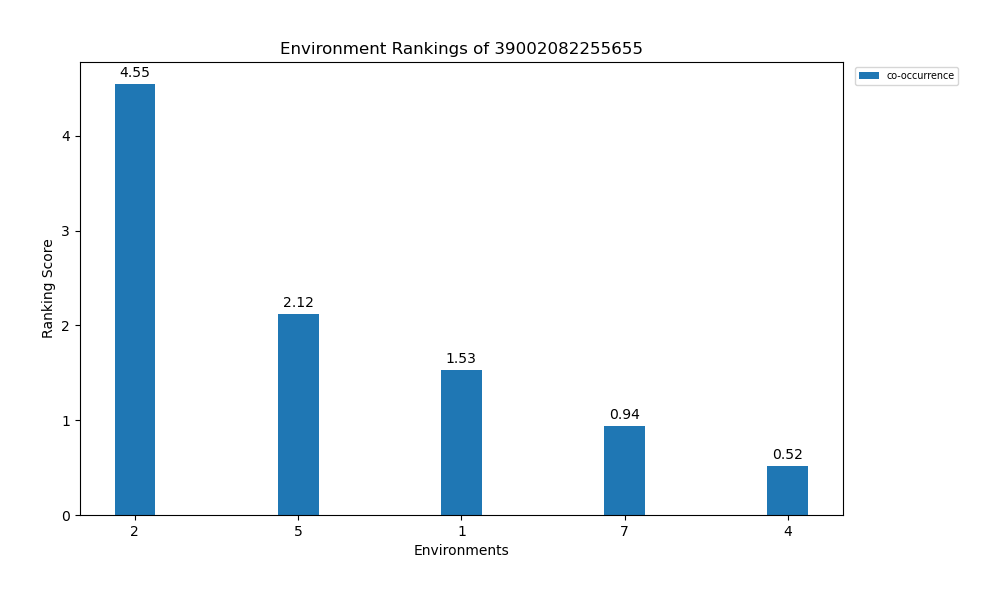 Environment Rankings of 39002082255655
co-occurrence
4.55
2.12
1.53
0.94
0.52
Ranking Score
4
3
2
1
0
2 5 1 7 4
Environments